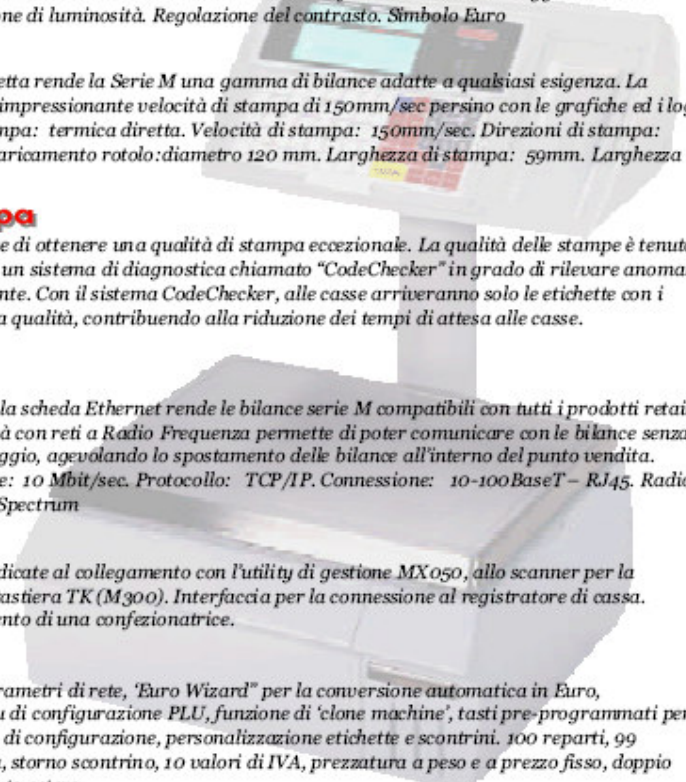 ne di luminosità. Regolazione del contrasto. Simbolo Euro
etta rende la Serie M una gamma di bilance adatte a qualsiasi esigenza. La
impressionante velocità di stampa di 150mm/sec persino con le grafiche ed i log
mpa: termica diretta. Velocità di stampa: 150mm/sec. Direzioni di stampa:
aricamento rotolo:diametro 120 mm. Larghezza di stampa: 59mm. Larghezza
pa
e di ottenere una qualità di stampa eccezionale. La qualità delle stampe è tenuta
un sistema di diagnostica chiamato "CodeChecker" in grado di rilevare anoma
nte. Con il sistema CodeChecker, alle casse arriveranno solo le etichette con i
a qualità, contribuendo alla riduzione dei tempi di attesa alle casse.
la scheda Ethernet rende le bilance serie M compatibili con tutti i prodotti retai
à con reti a Radio Frequenza permette di poter comunicare con le bilance senza
ggio, agevolando lo spostamento delle bilance all'interno del punto vendita.
e: 10 Mbit/sec. Protocollo: TCP/IP. Connessione: 10-100BaseT – RJ45. Radio
Spectrum
dicate al collegamento con l'utility di gestione MX050, allo scanner per la
astiera TK (M300). Interfaccia per la connessione al registratore di cassa.
nto di una confezionatrice.
rametri di rete, 'Euro Wizard" per la conversione automatica in Euro,
u di configurazione PLU, funzione di 'clone machine', tasti pre-programmati per
di configurazione, personalizzazione etichette e scontrini. 100 reparti, 99
, storno scontrino, 10 valori di IVA, prezzatura a peso e a prezzo fisso, doppio